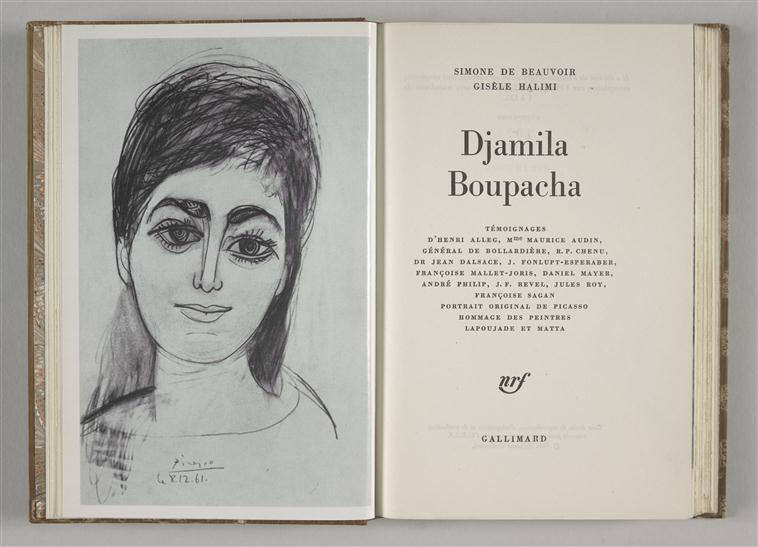 Picasso
le 8.12.61.
SIMONE DE BEAUVOIR
GISÈLE HALIMI
Djamila
Boupacha
TÉMOIGNAGES
D'HENRI ALLEG, Mme MAURICE AUDIN,
GÉNÉRAL DE BOLLARDIÈRE, R. P. CHENU,
DR JEAN DALSACE, J. FONLUPT-ESPERABER,
FRANÇOISE MALLET-JORIS, DANIEL MAYER,
ANDRÉ PHILIP, J. F. REVEL, JULES ROY,
FRANÇOISE SAGAN
PORTRAIT ORIGINAL DE PICASSO
HOMMAGE DES PEINTRES
LAPOUJADE ET MATTA
nrf
GALLIMARD